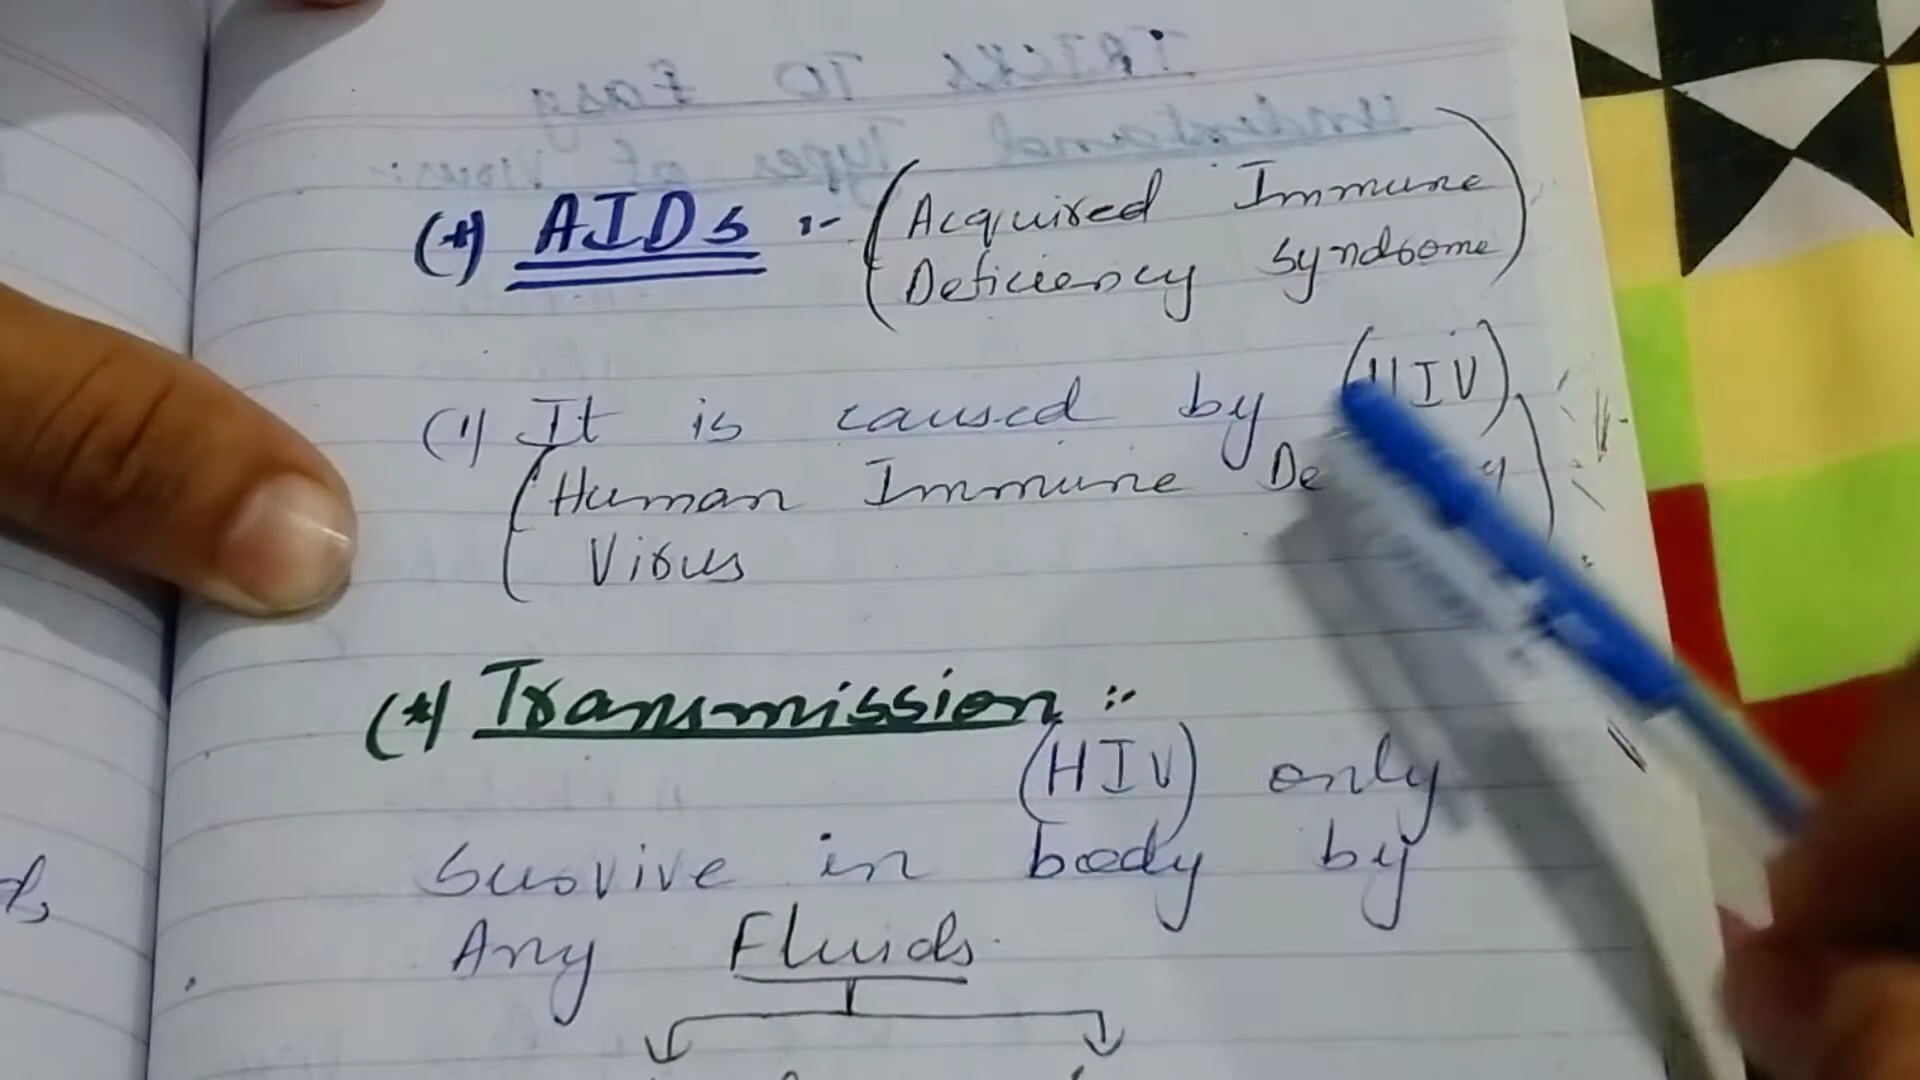 (*) AIDs :- (Acquired Immune
Deficiency Syndrome)
(1) It is caused by (HIV)
(Human Immune
Virus)
(*) Transmission :-
(HIV) only
Survive in body by
Any Fluids